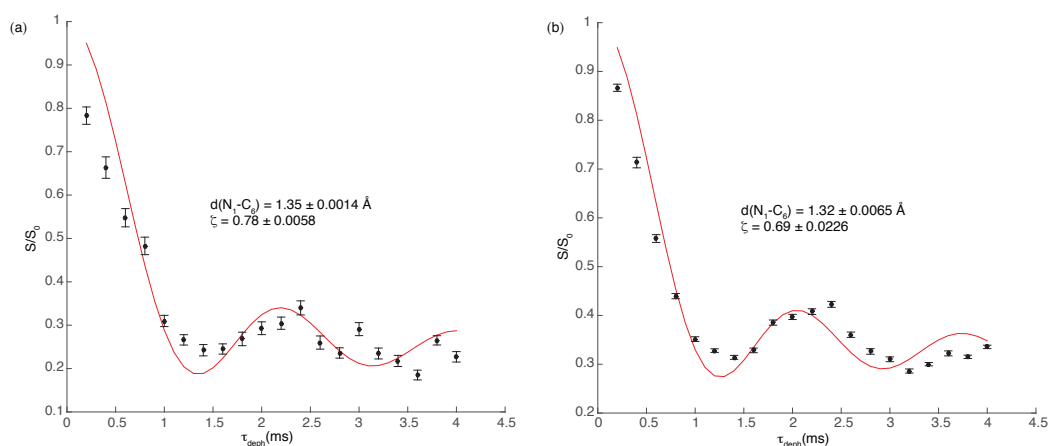 (a)
1
0.9
0.8
0.7
0.6
0.5
0.4
0.3
0.2
0.1
S/S₀
d(N₁-C₆) = 1.35 ± 0.0014 Å
ζ = 0.78 ± 0.0058
0 0.5 1 1.5 2 2.5 3 3.5 4 4.5
τdeph(ms)
(b)
1
0.9
0.8
0.7
0.6
0.5
0.4
0.3
0.2
S/S₀
d(N₁-C₆) = 1.32 ± 0.0065 Å
ζ = 0.69 ± 0.0226
0 0.5 1 1.5 2 2.5 3 3.5 4 4.5
τdeph(ms)